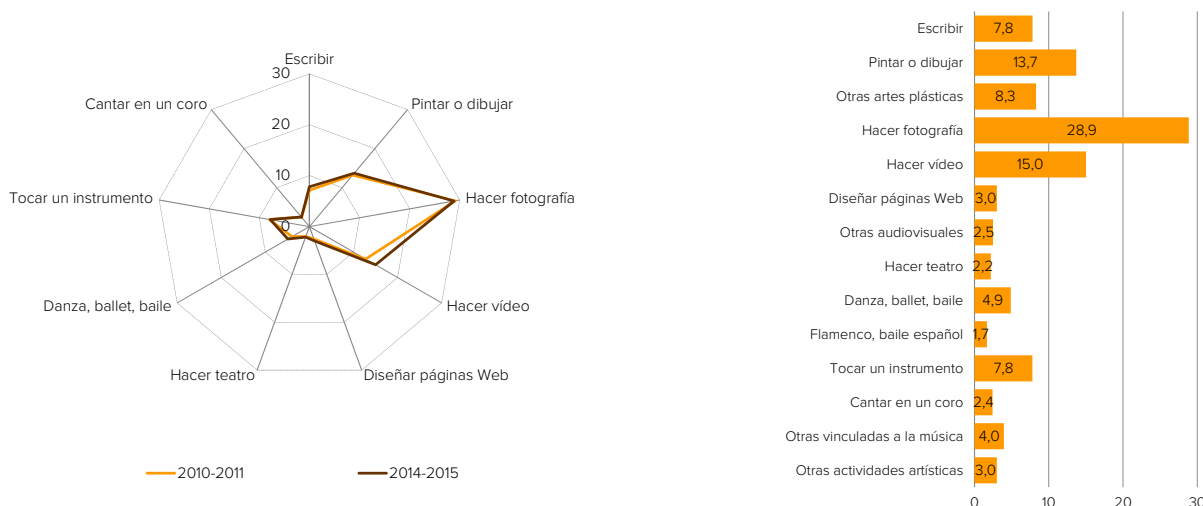 Escribir
30
Cantar en un coro
Pintar o dibujar
20
10
Tocar un instrumento
Hacer fotografía
0
Danza, ballet, baile
Hacer vídeo
Hacer teatro
Diseñar páginas Web
2010-2011
2014-2015
Escribir 7,8
Pintar o dibujar 13,7
Otras artes plásticas 8,3
Hacer fotografía 28,9
Hacer vídeo 15,0
Diseñar páginas Web 3,0
Otras audiovisuales 2,5
Hacer teatro 2,2
Danza, ballet, baile 4,9
Flamenco, baile español 1,7
Tocar un instrumento 7,8
Cantar en un coro 2,4
Otras vinculadas a la música 4,0
Otras actividades artísticas 3,0
0 10 20 30